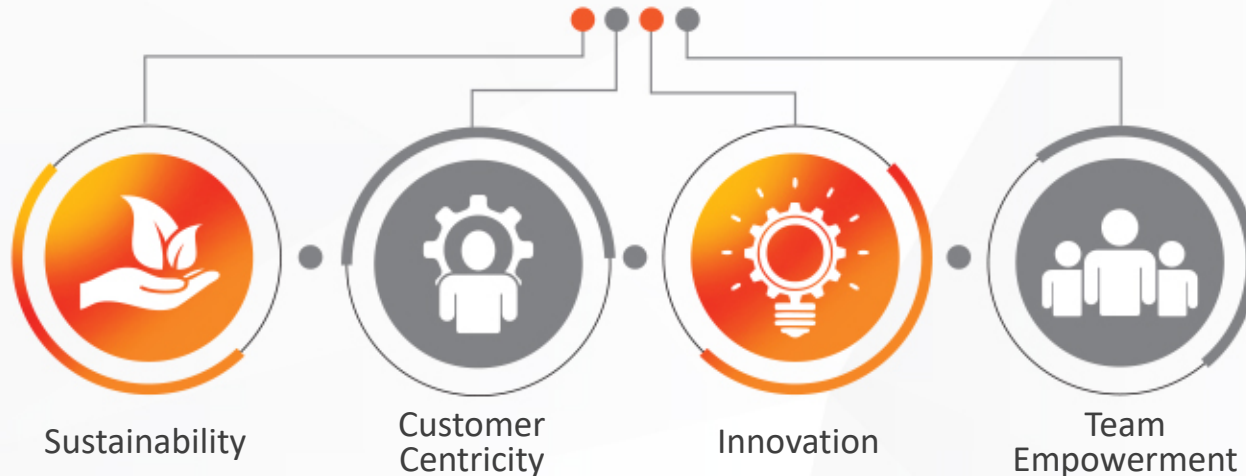 Sustainability
Customer
Centricity
Innovation
Team
Empowerment